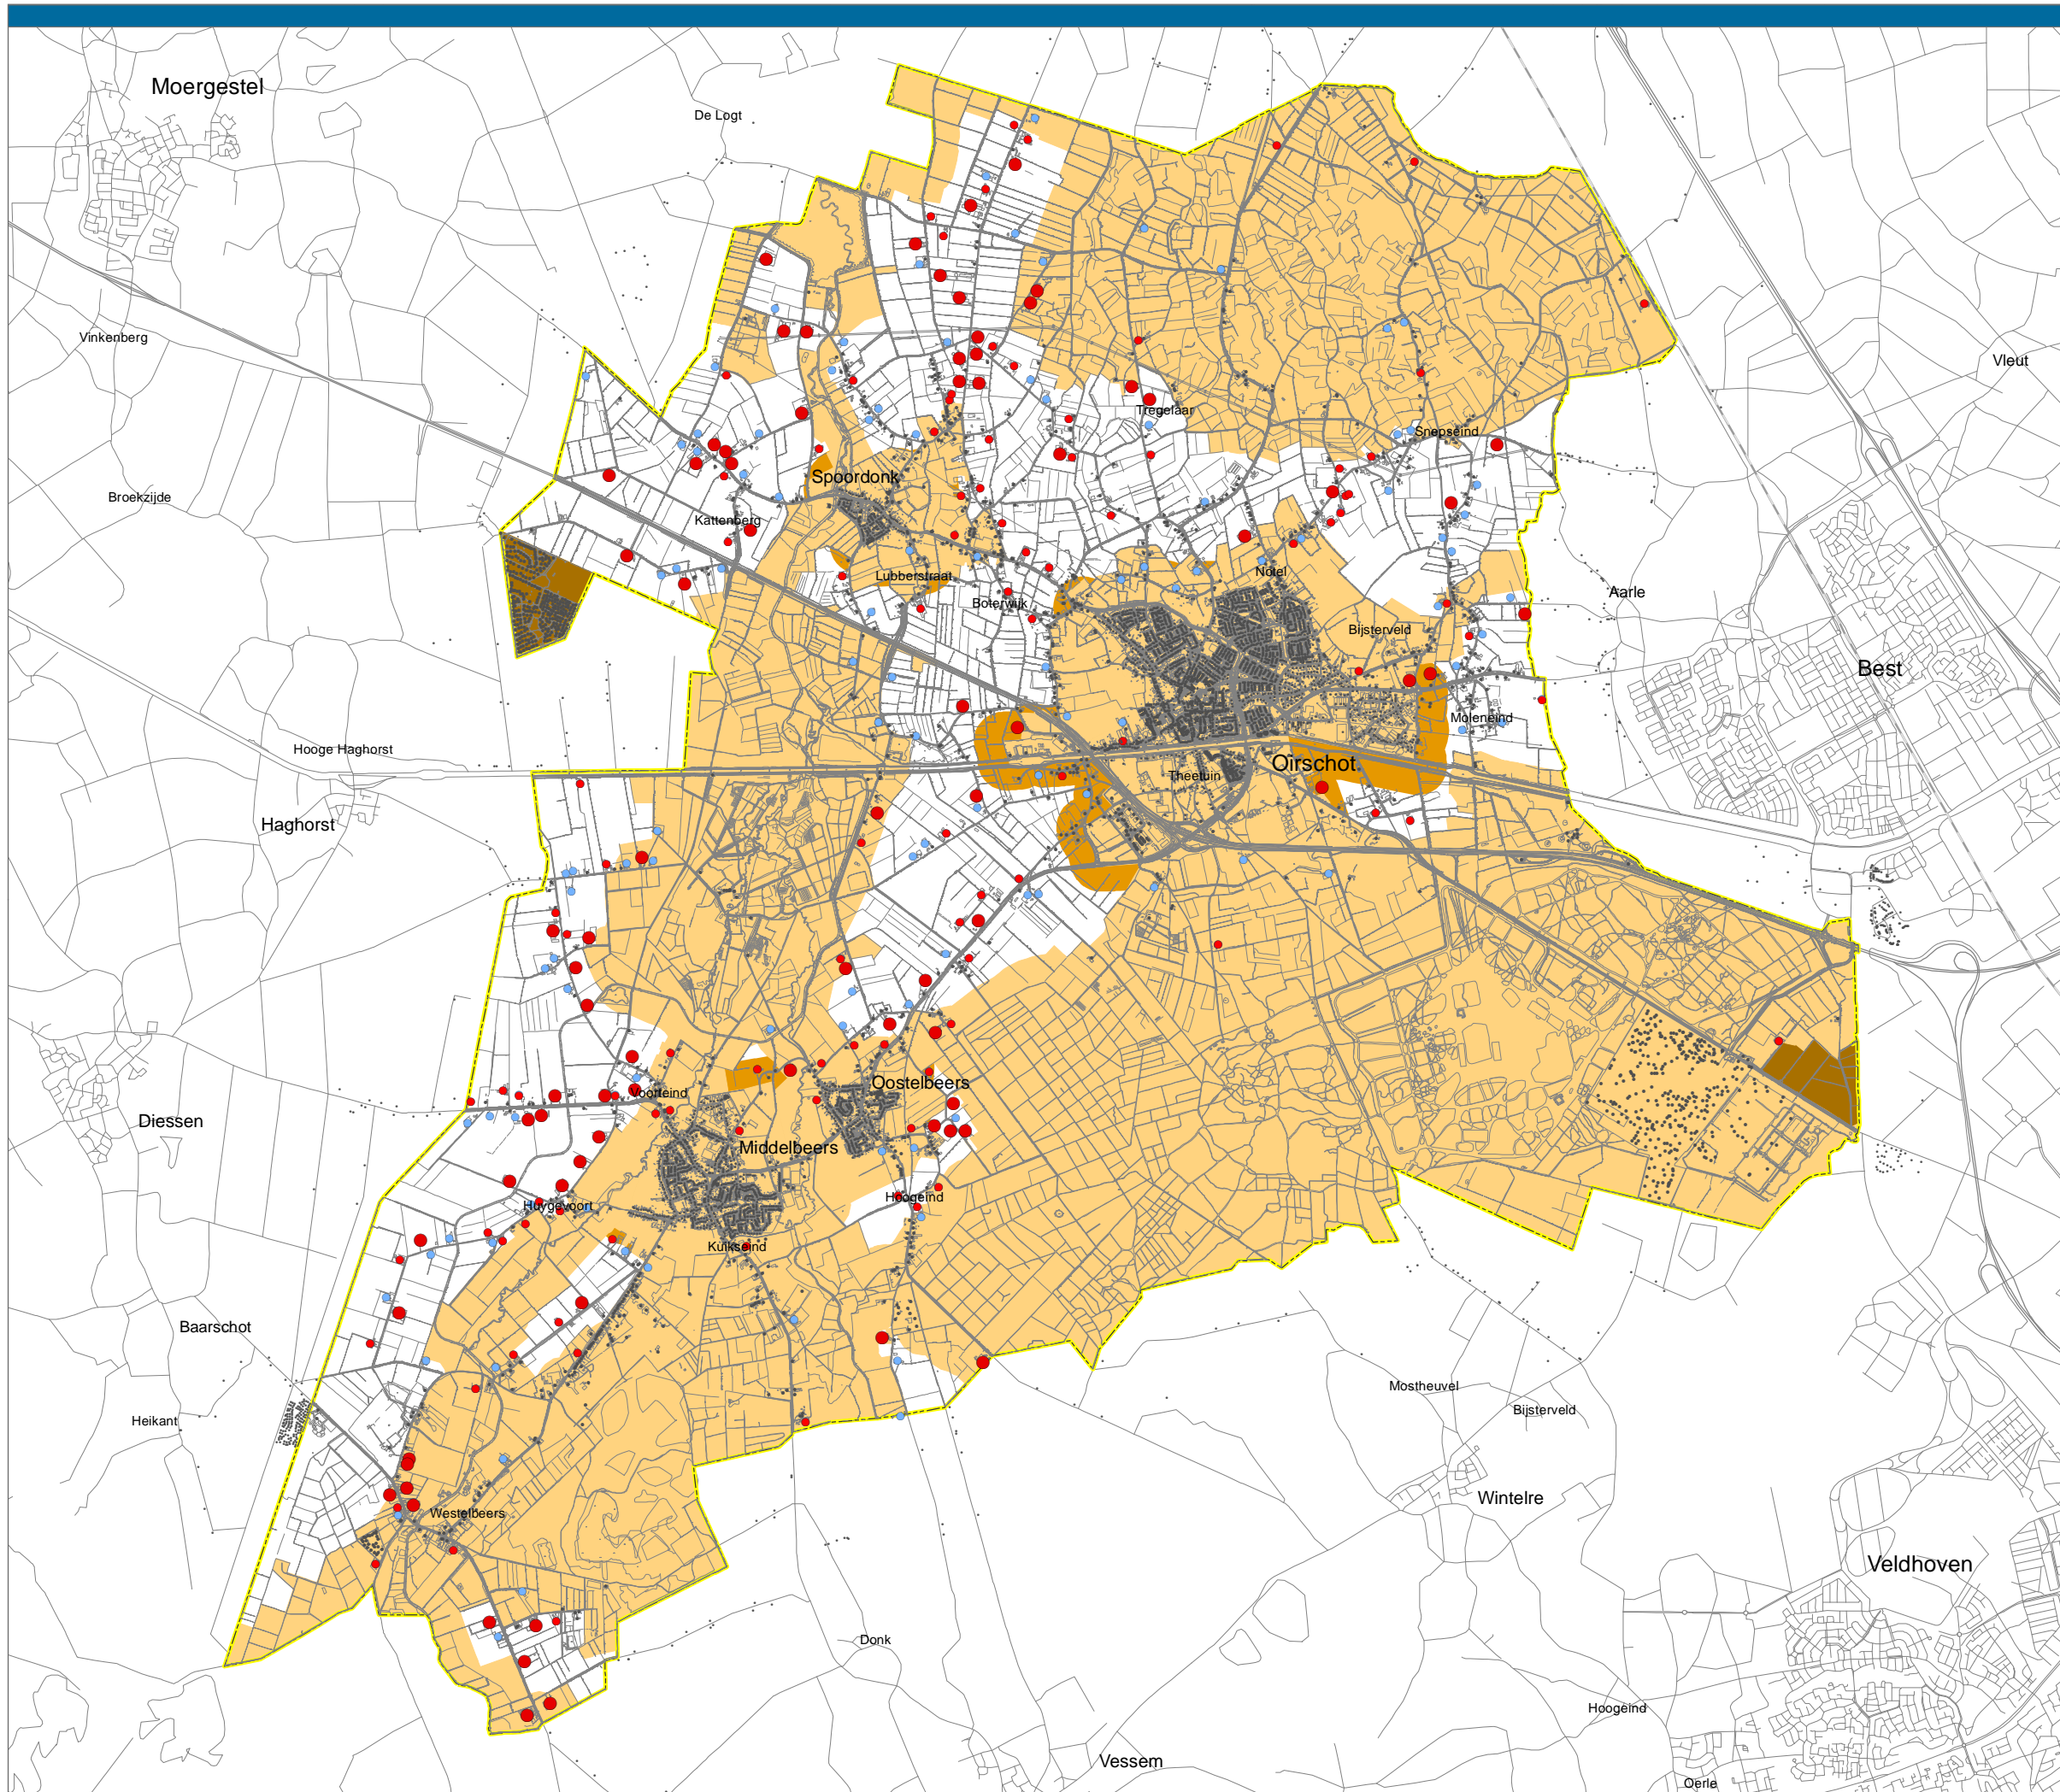 Moergestel
De Logt
Vinkenberg
Vleut
Tregelaar
Snepseind
Spoordonk
Broekzijde
Kattenberg
Notel
Lubberstraat
Aarle
Boterwijk
Bijsterveld
Best
Moleneind
Hooge Haghorst
Oirschot
Theetuin
Haghorst
Oostelbeers
Voorteind
Diessen
Middelbeers
Hoogeind
Huygevoort
Kuikseind
Baarschot
Mostheuvel
Bijsterveld
Heikant
Wintelre
Westelbeers
Veldhoven
Donk
Hoogeind
Vessem
Oerle